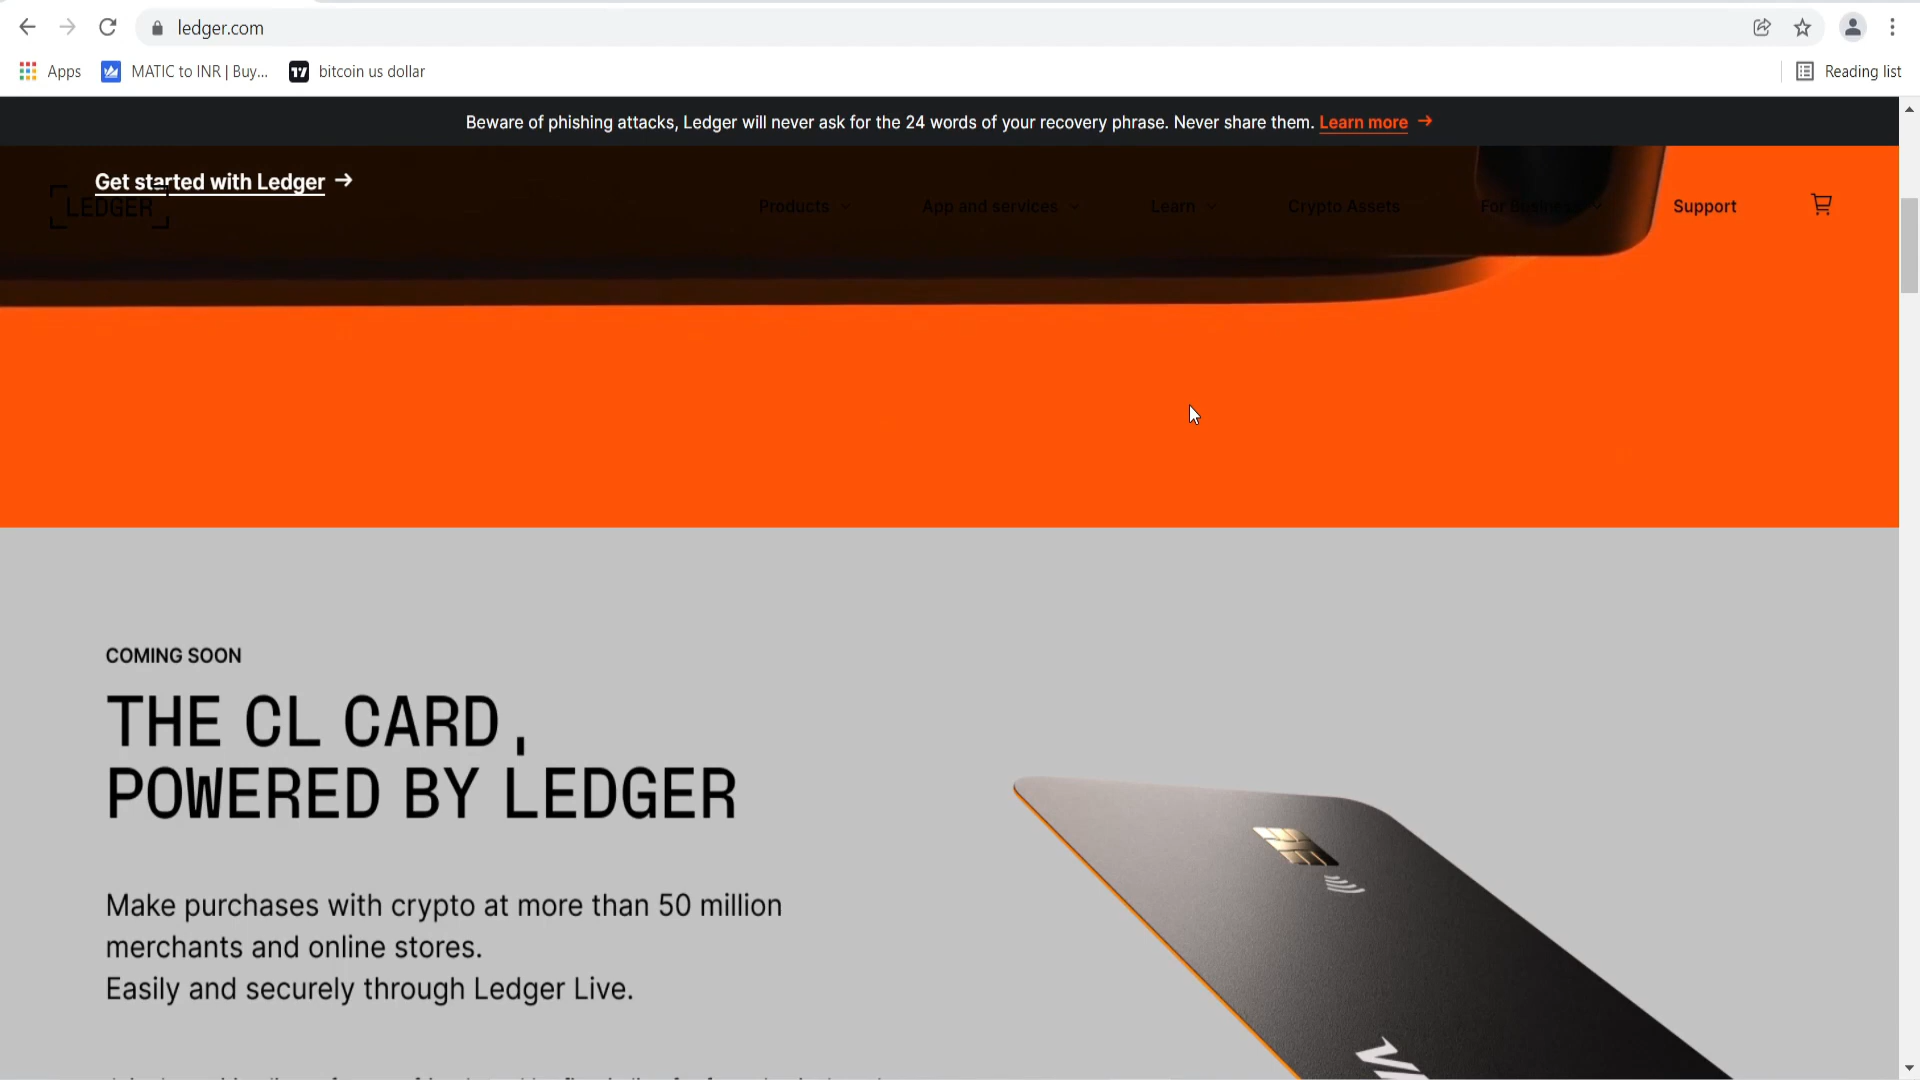 ledger.com
Apps
MATIC to INR | Buy...
bitcoin us dollar
Reading list
Beware of phishing attacks, Ledger will never ask for the 24 words of your recovery phrase. Never share them. Learn more →
Get started with Ledger →
LEDGER
Products
App and services
Learn
Crypto Assets
For Business
Support
COMING SOON
THE CL CARD,
POWERED BY LEDGER
Make purchases with crypto at more than 50 million
merchants and online stores.
Easily and securely through Ledger Live.